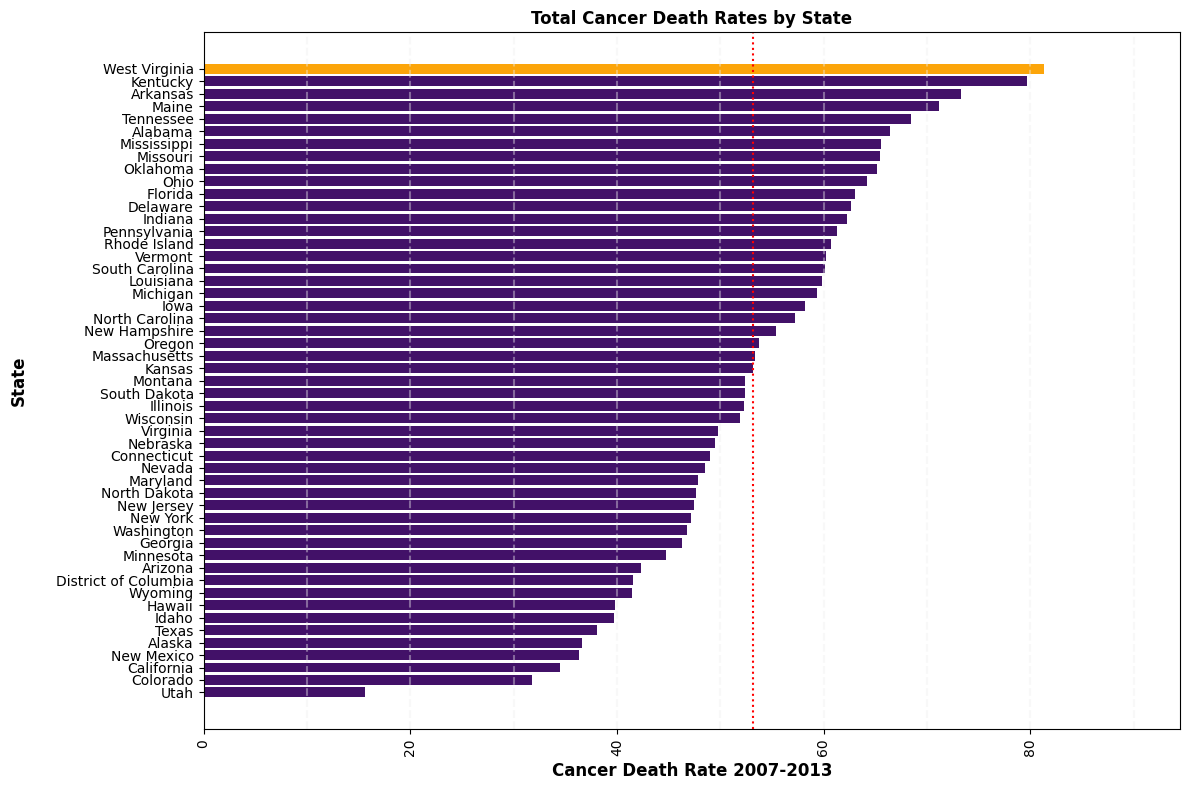 Total Cancer Death Rates by State
State
West Virginia
Kentucky
Arkansas
Maine
Tennessee
Alabama
Mississippi
Missouri
Oklahoma
Ohio
Florida
Delaware
Indiana
Pennsylvania
Rhode Island
Vermont
South Carolina
Louisiana
Michigan
Iowa
North Carolina
New Hampshire
Oregon
Massachusetts
Kansas
Montana
South Dakota
Illinois
Wisconsin
Virginia
Nebraska
Connecticut
Nevada
Maryland
North Dakota
New Jersey
New York
Washington
Georgia
Minnesota
Arizona
District of Columbia
Wyoming
Hawaii
Idaho
Texas
Alaska
New Mexico
California
Colorado
Utah
0 20 40 60 80
Cancer Death Rate 2007-2013